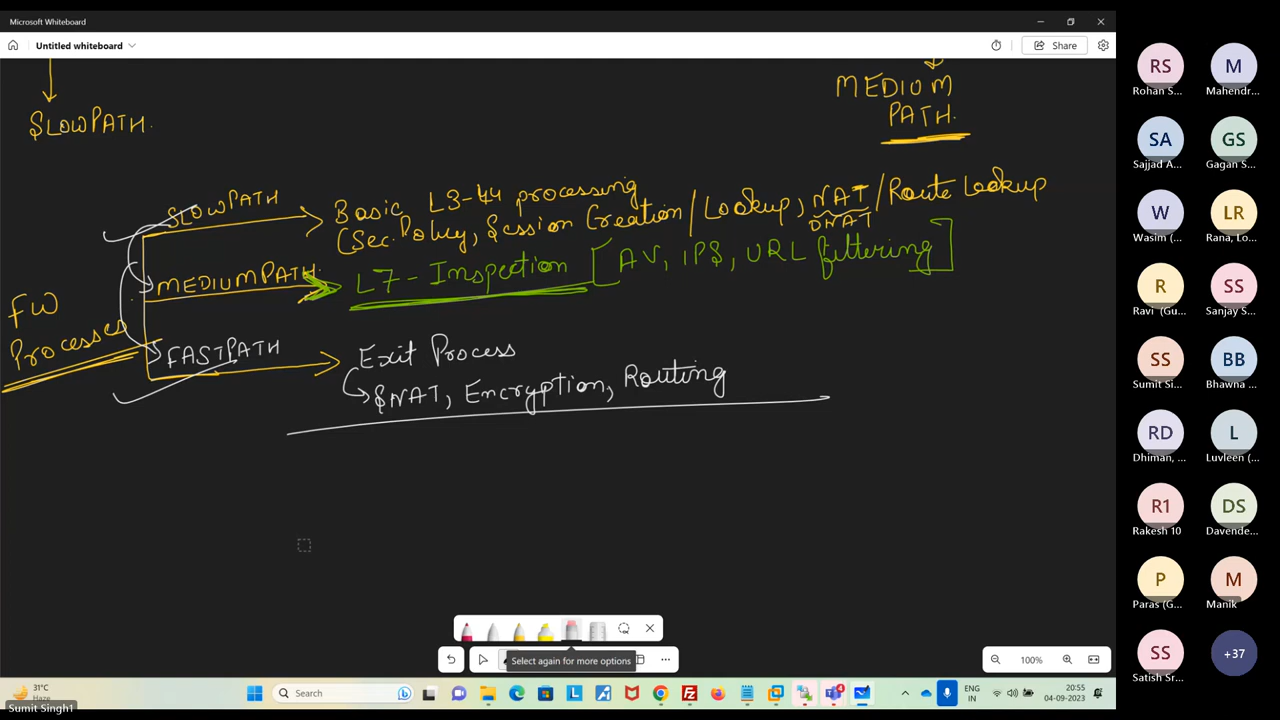 Microsoft Whiteboard
Untitled whiteboard
Share
SLOWPATH.
MEDIUM
PATH.
FW
Processes
SLOWPATH
Basic L3-44 processing
(Sec.Policy, Session Creation/Lookup, NAT/Route Lookup
DNAT
MEDIUMPATH.
L7-Inspection [AV, IPS, URL filtering]
FASTPATH
Exit Process
SNAT, Encryption, Routing
Select again for more options
100%
RS
Rohan S...
M
Mahendr...
SA
Sajjad A...
GS
Gagan S...
W
Wasim (...
LR
Rana, Lo...
R
Ravi (Gu...
SS
Sanjay S...
SS
Sumit Si...
BB
Bhawna ...
RD
Dhiman, ...
L
Luvleen (...
R1
Rakesh 10
DS
Davende...
P
Paras (G...
M
Manik
SS
Satish Sr...
+37
31°C
Haze
Search
ENG
IN
20:55
04-09-2023
Sumit Singh1